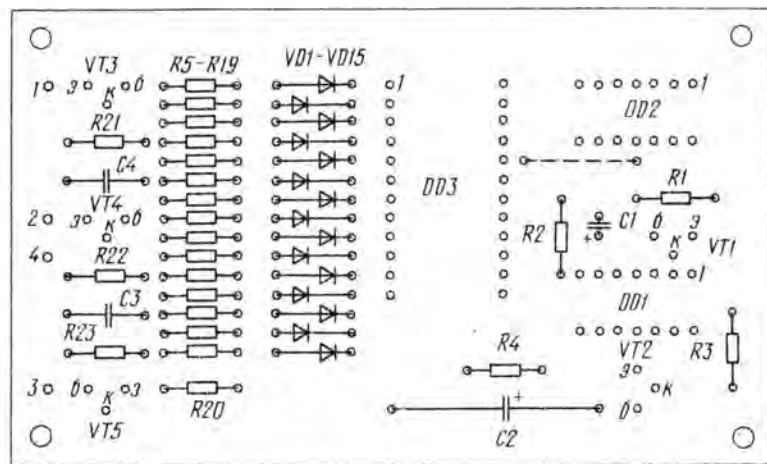 VT3 R5-R19 VD1-VD15
1 э б 1 1
к
R21 DD2
C4
VT4 DD3 R1
2 э б б э
к C1
4 R2 + к VT1
R22 1
C3 DD1
R23 R4 VT2 R3
э
3 б э + к
к R20 б
VT5 C2